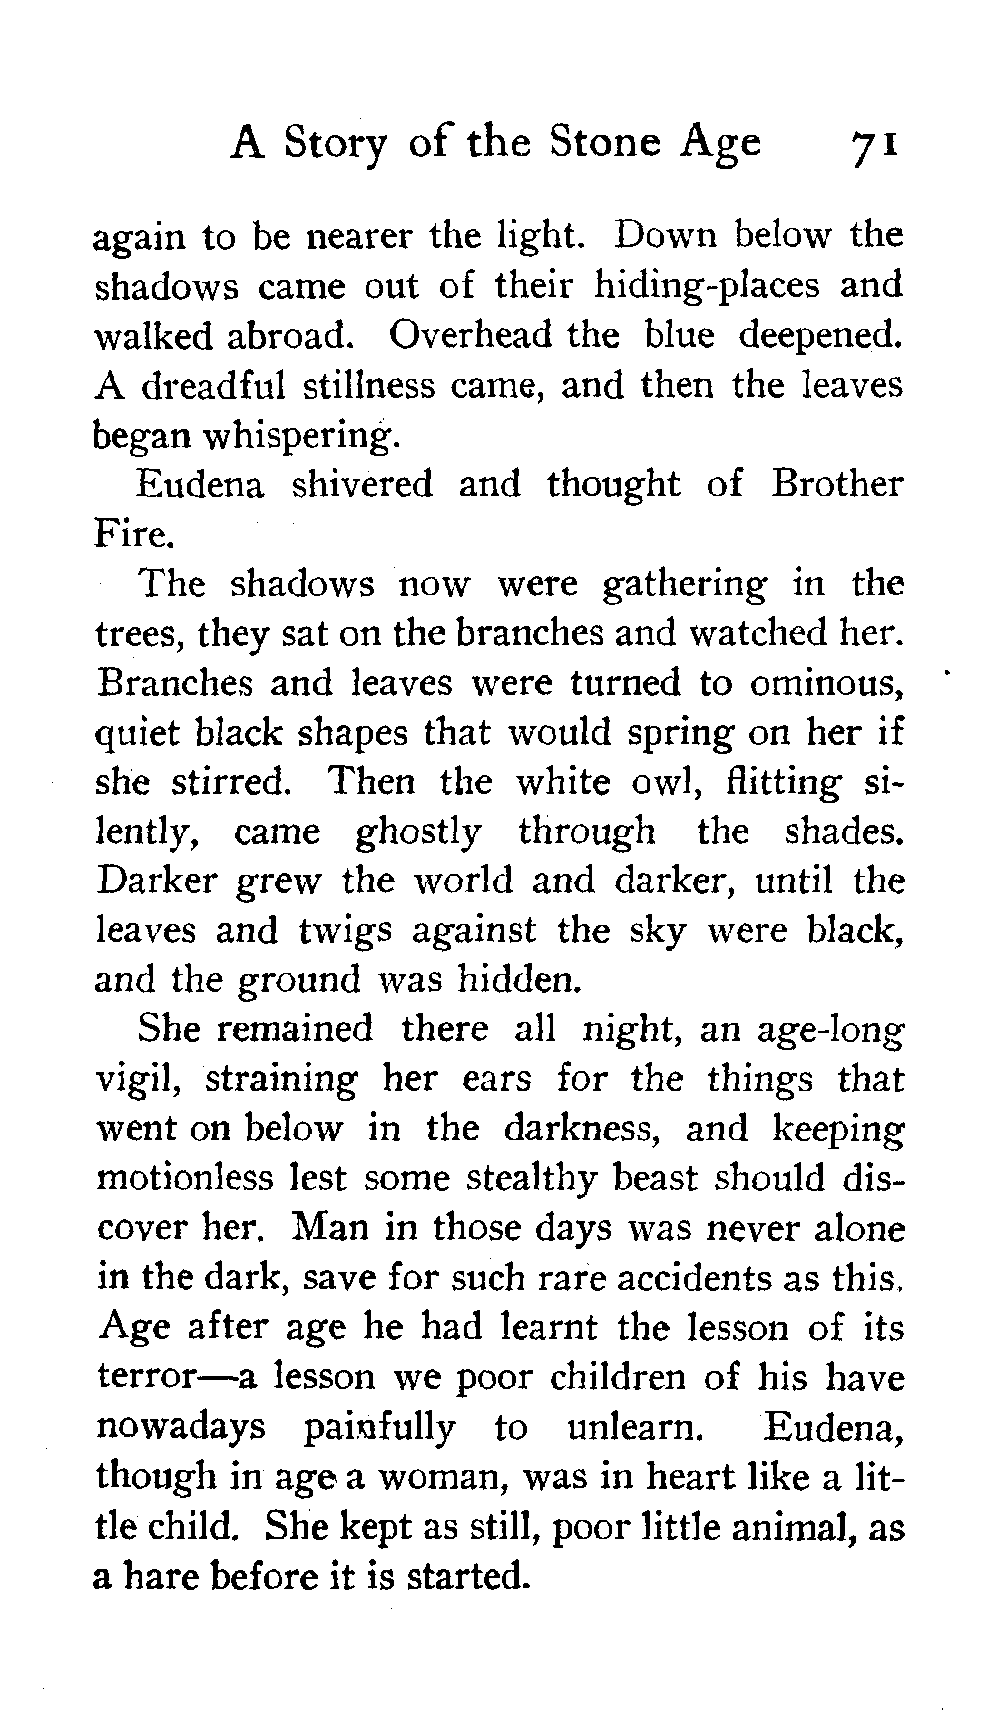 A Story of the Stone Age 71
again to be nearer the light. Down below the
shadows came out of their hiding-places and
walked abroad. Overhead the blue deepened.
A dreadful stillness came, and then the leaves
began whispering.
Eudena shivered and thought of Brother
Fire.
The shadows now were gathering in the
trees, they sat on the branches and watched her.
Branches and leaves were turned to ominous,
quiet black shapes that would spring on her if
she stirred. Then the white owl, flitting si-
lently, came ghostly through the shades.
Darker grew the world and darker, until the
leaves and twigs against the sky were black,
and the ground was hidden.
She remained there all night, an age-long
vigil, straining her ears for the things that
went on below in the darkness, and keeping
motionless lest some stealthy beast should dis-
cover her. Man in those days was never alone
in the dark, save for such rare accidents as this.
Age after age he had learnt the lesson of its
terror—a lesson we poor children of his have
nowadays painfully to unlearn. Eudena,
though in age a woman, was in heart like a lit-
tle child. She kept as still, poor little animal, as
a hare before it is started.